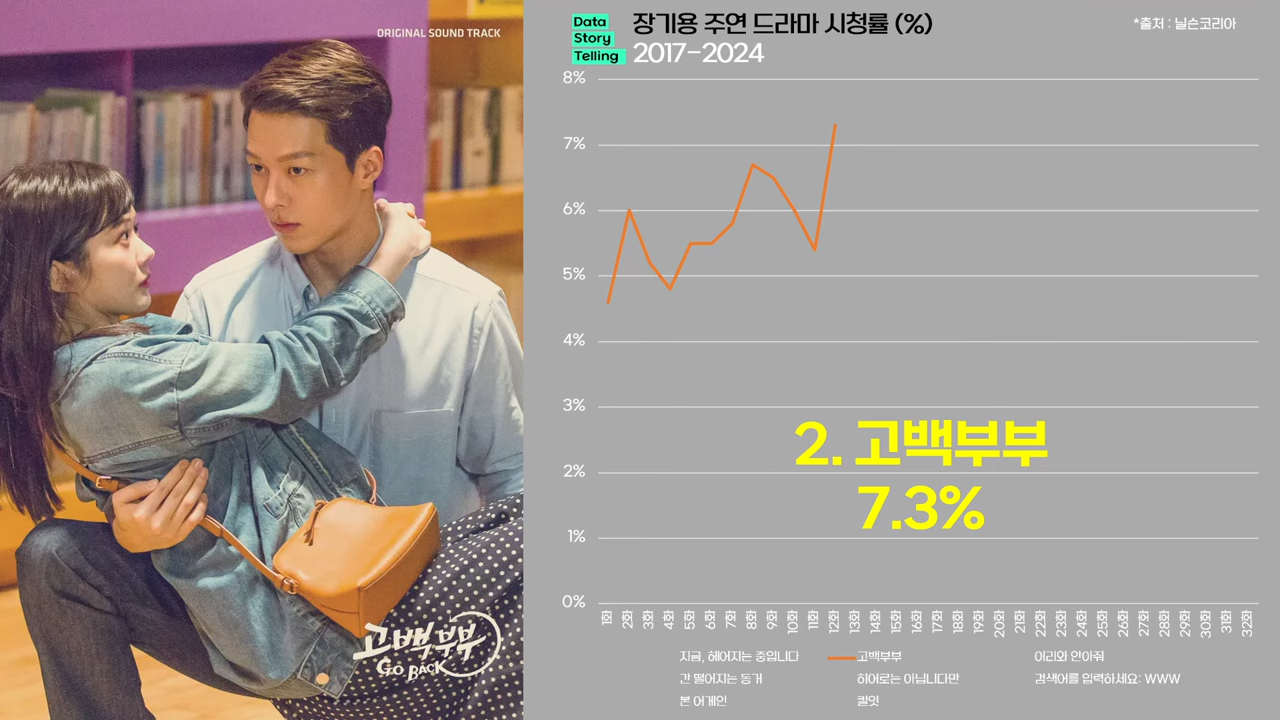 ORIGINAL SOUND TRACK
고백부부
GO BACK
Data
Story
Telling
장기용 주연 드라마 시청률 (%)
2017-2024
*출처 : 닐슨코리아
8%
7%
6%
5%
4%
3%
2%
1%
0%
2. 고백부부
7.3%
1화 2화 3화 4화 5화 6화 7화 8화 9화 10화 11화 12화 13화 14화 15화 16화 17화 18화 19화 20화 21화 22화 23화 24화 25화 26화 27화 28화 29화 30화 31화 32화
지금, 헤어지는 중입니다 고백부부 이리와 안아줘
간 떨어지는 동거 히어로는 아닙니다만 검색어를 입력하세요: WWW
본 어게인 킬잇